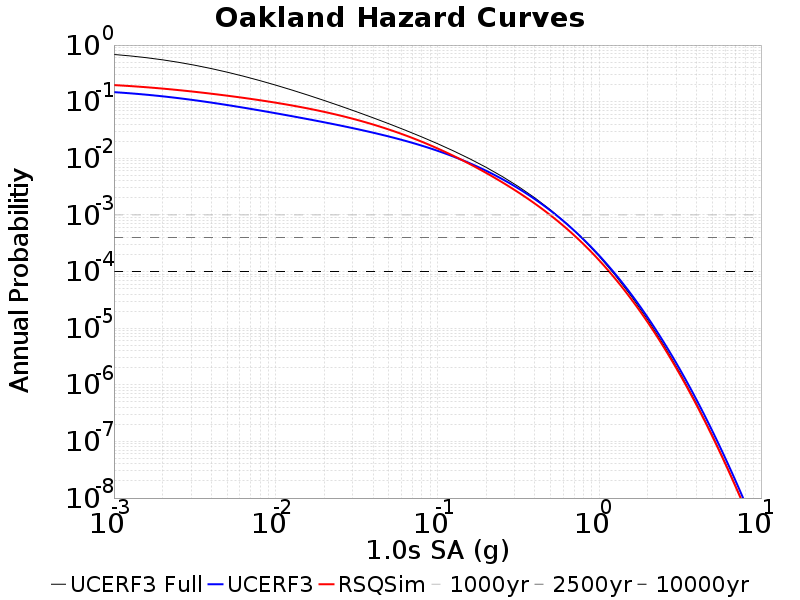 Oakland Hazard Curves
Annual Probabilitiy
10^0
10^-1
10^-2
10^-3
10^-4
10^-5
10^-6
10^-7
10^-8
10^-3 10^-2 10^-1 10^0 10^1
1.0s SA (g)
UCERF3 Full UCERF3 RSQSim 1000yr 2500yr 10000yr